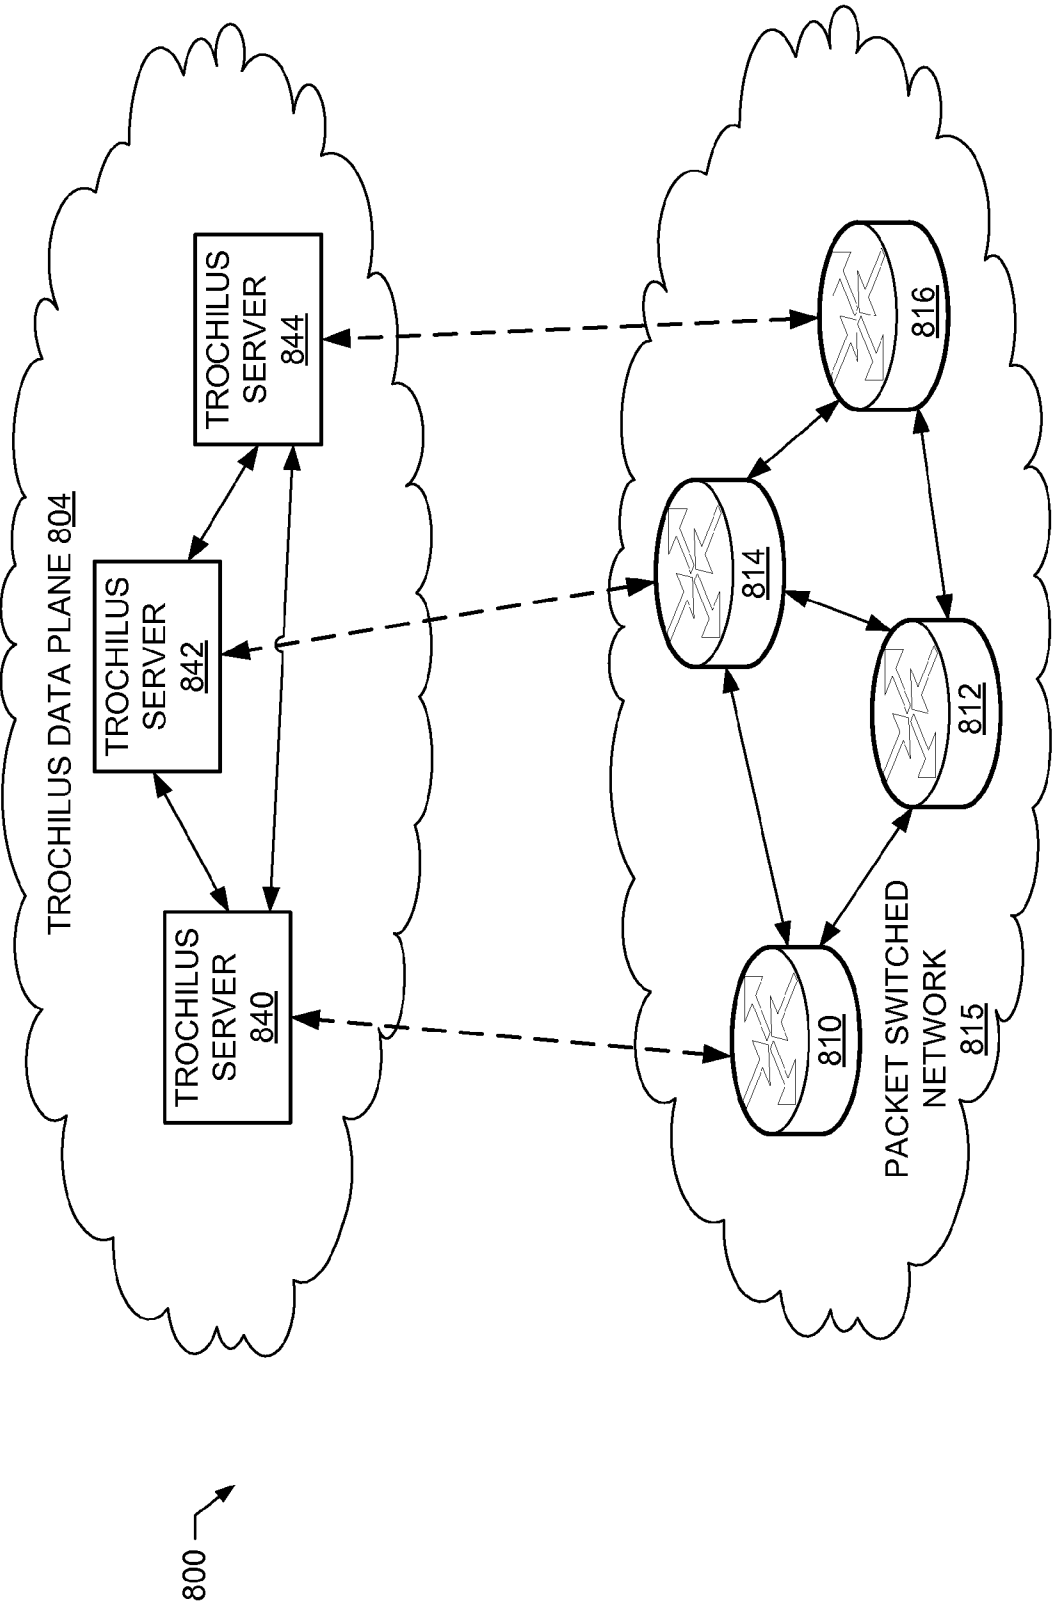 TROCHILUS DATA PLANE 804
TROCHILUS
SERVER
840
TROCHILUS
SERVER
842
TROCHILUS
SERVER
844
810
814
812
816
PACKET SWITCHED
NETWORK
815
800